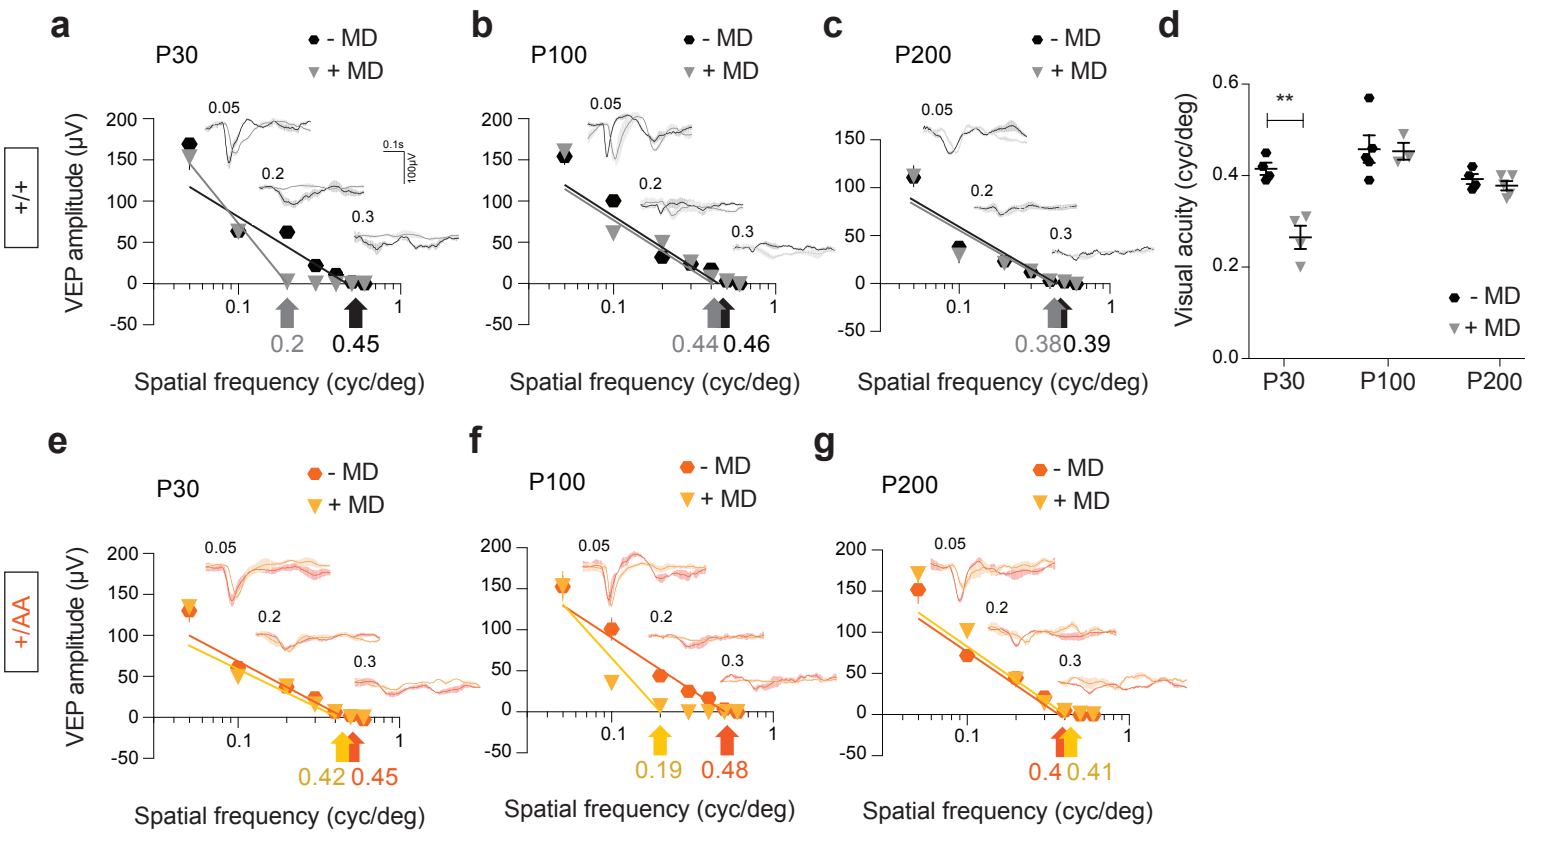 a
P30
- MD
+ MD
+/+
VEP amplitude (µV)
200
150
100
50
0
-50
0.05
0.2
0.3
0.1s
100µV
0.1
1
0.2
0.45
Spatial frequency (cyc/deg)
b
P100
- MD
+ MD
200
150
100
50
0
-50
0.05
0.2
0.3
0.1
1
0.44
0.46
Spatial frequency (cyc/deg)
c
P200
- MD
+ MD
150
100
50
0
-50
0.05
0.2
0.3
0.1
1
0.38
0.39
Spatial frequency (cyc/deg)
d
Visual acuity (cyc/deg)
0.6
0.4
0.2
0.0
**
- MD
+ MD
P30
P100
P200
e
P30
- MD
+ MD
+/AA
VEP amplitude (µV)
200
150
100
50
0
-50
0.05
0.2
0.3
0.1
1
0.42
0.45
Spatial frequency (cyc/deg)
f
P100
- MD
+ MD
200
150
100
50
0
-50
0.05
0.2
0.3
0.1
1
0.19
0.48
Spatial frequency (cyc/deg)
g
P200
- MD
+ MD
200
150
100
50
0
-50
0.05
0.2
0.3
0.1
1
0.4
0.41
Spatial frequency (cyc/deg)